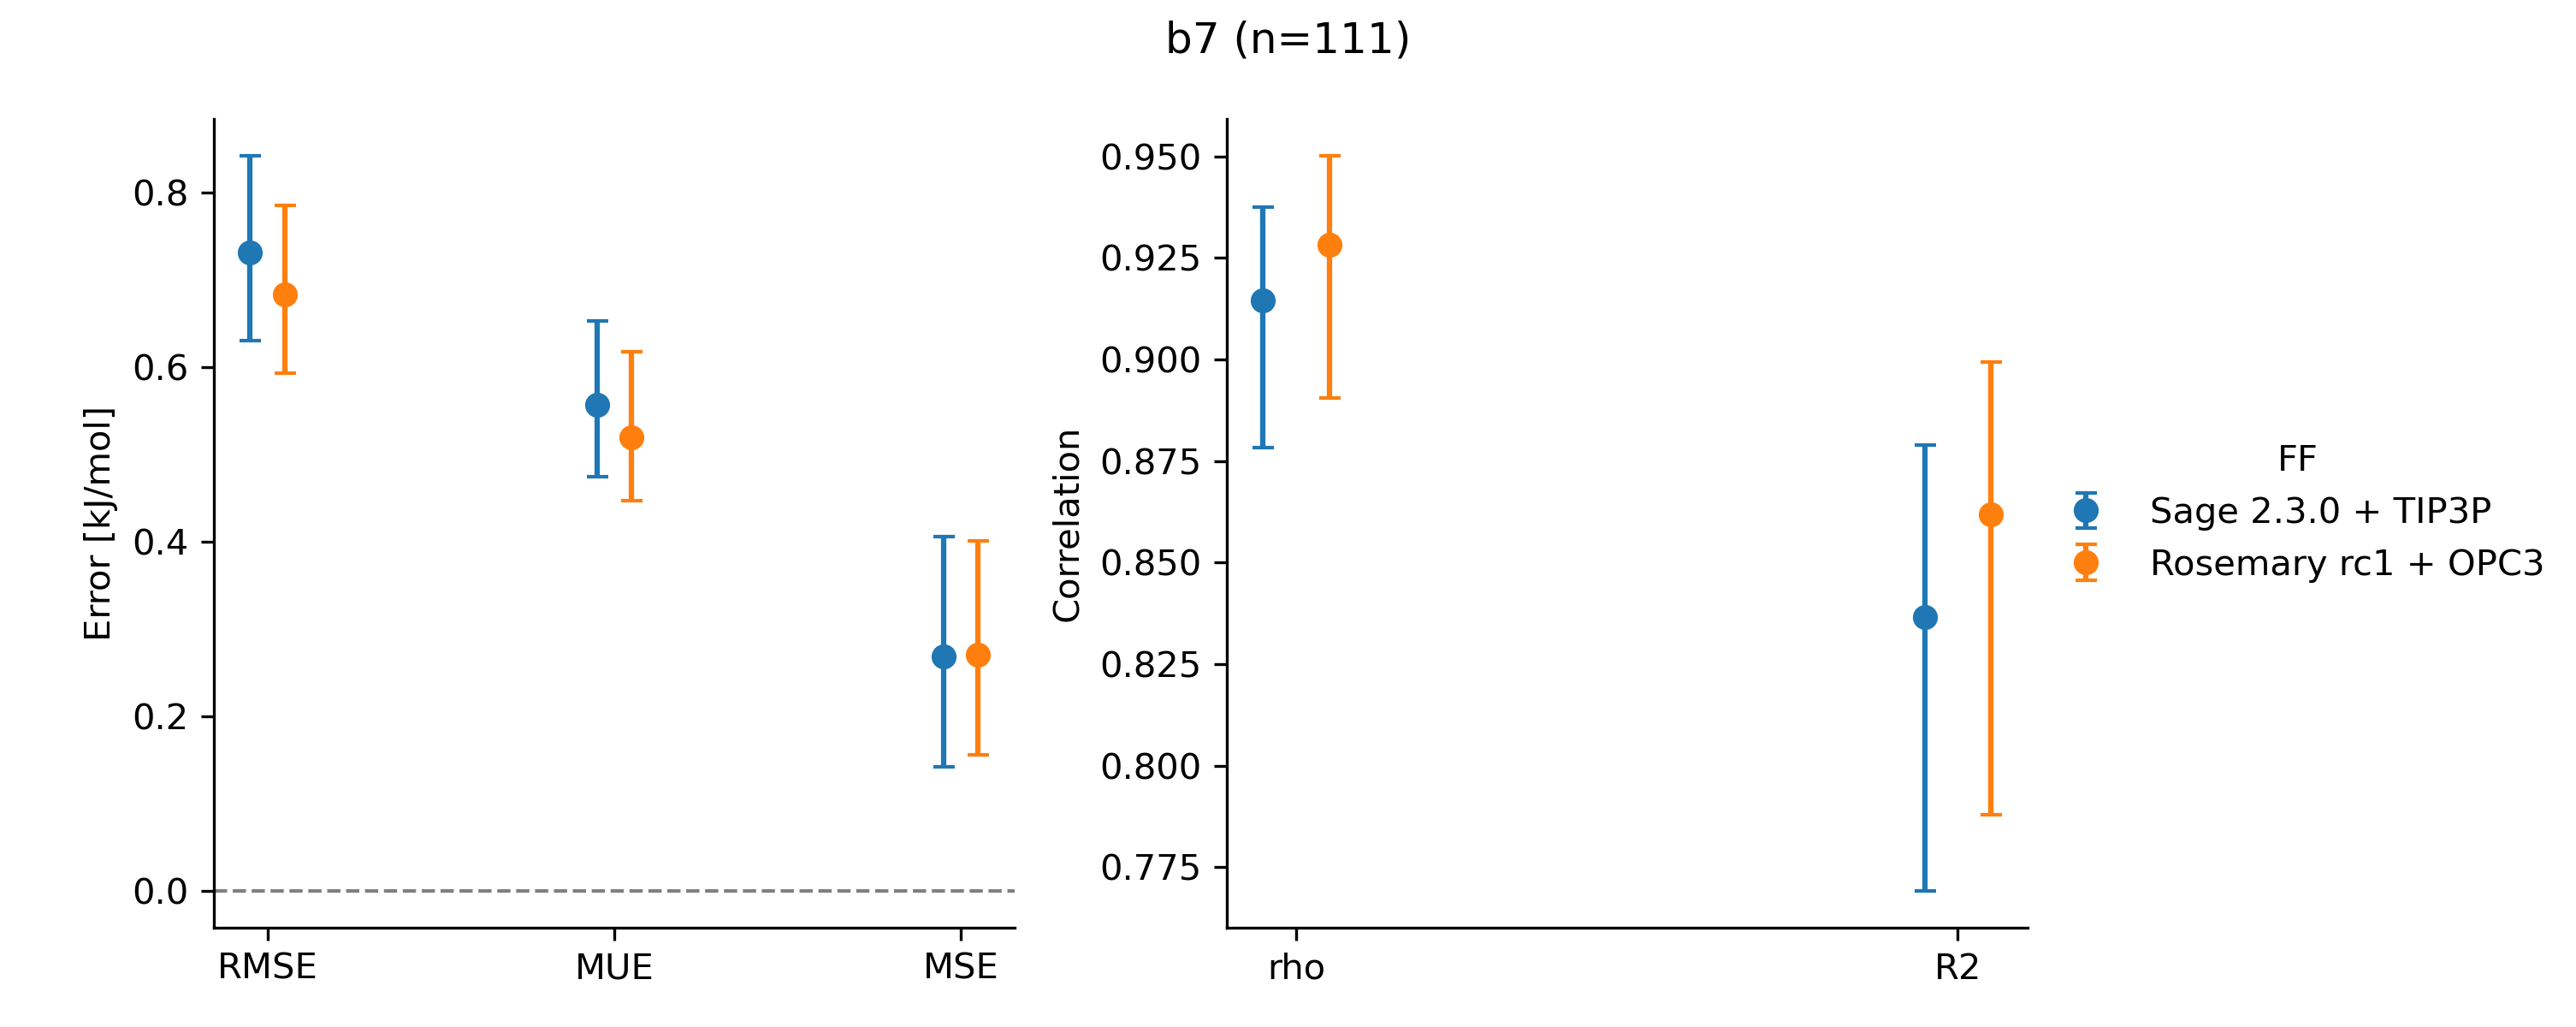 b7 (n=111)
Error [kJ/mol]
0.8
0.6
0.4
0.2
0.0
RMSE
MUE
MSE
Correlation
0.950
0.925
0.900
0.875
0.850
0.825
0.800
0.775
rho
R2
FF
Sage 2.3.0 + TIP3P
Rosemary rc1 + OPC3